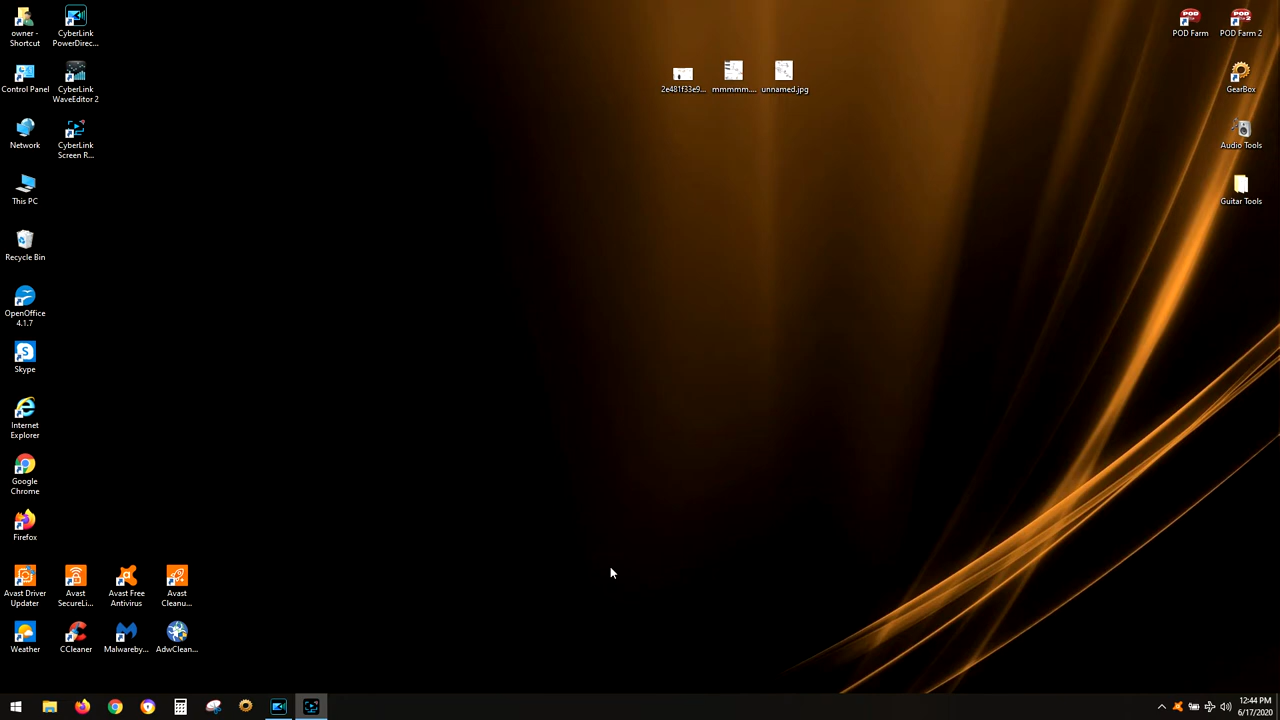 owner -
Shortcut
CyberLink
PowerDirec...
Control Panel
CyberLink
WaveEditor 2
Network
CyberLink
Screen R...
This PC
Recycle Bin
OpenOffice
4.1.7
Skype
Internet
Explorer
Google
Chrome
Firefox
Avast Driver
Updater
Avast
SecureLi...
Avast Free
Antivirus
Avast
Cleanu...
Weather
CCleaner
Malwareby...
AdwClean...
2e481f33e9...
mmmmm....
unnamed.jpg
POD Farm
POD Farm 2
GearBox
Audio Tools
Guitar Tools
12:44 PM
6/17/2020